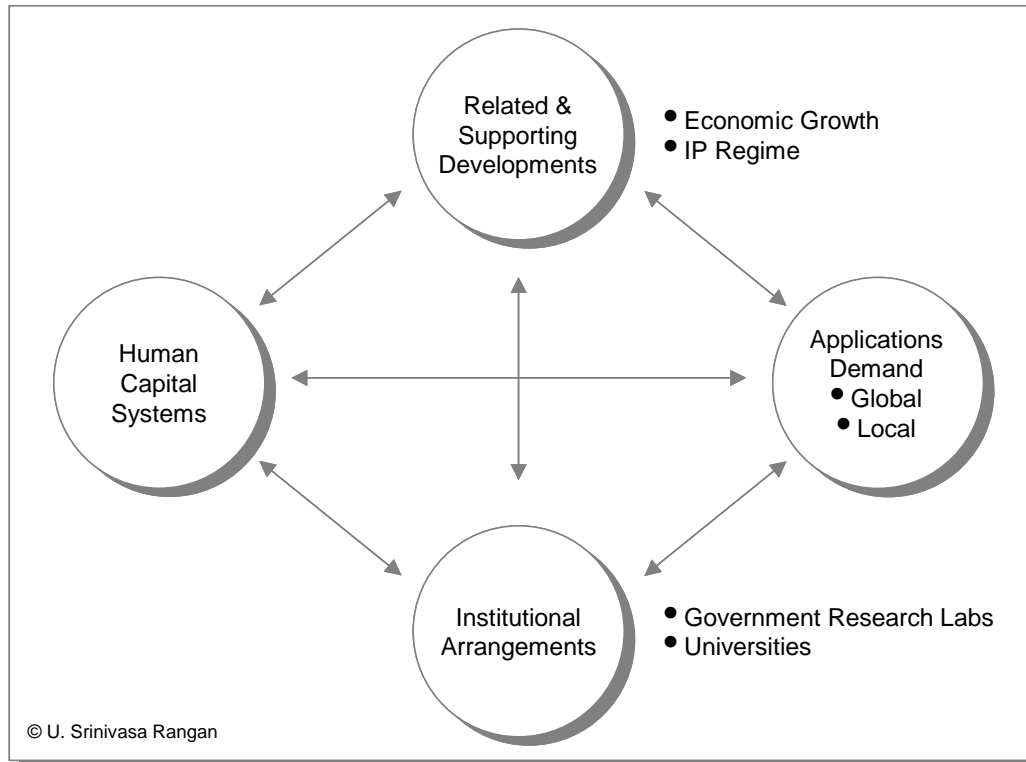 Related &
Supporting
Developments
● Economic Growth
● IP Regime
Human
Capital
Systems
Applications
Demand
● Global
● Local
Institutional
Arrangements
● Government Research Labs
● Universities
© U. Srinivasa Rangan